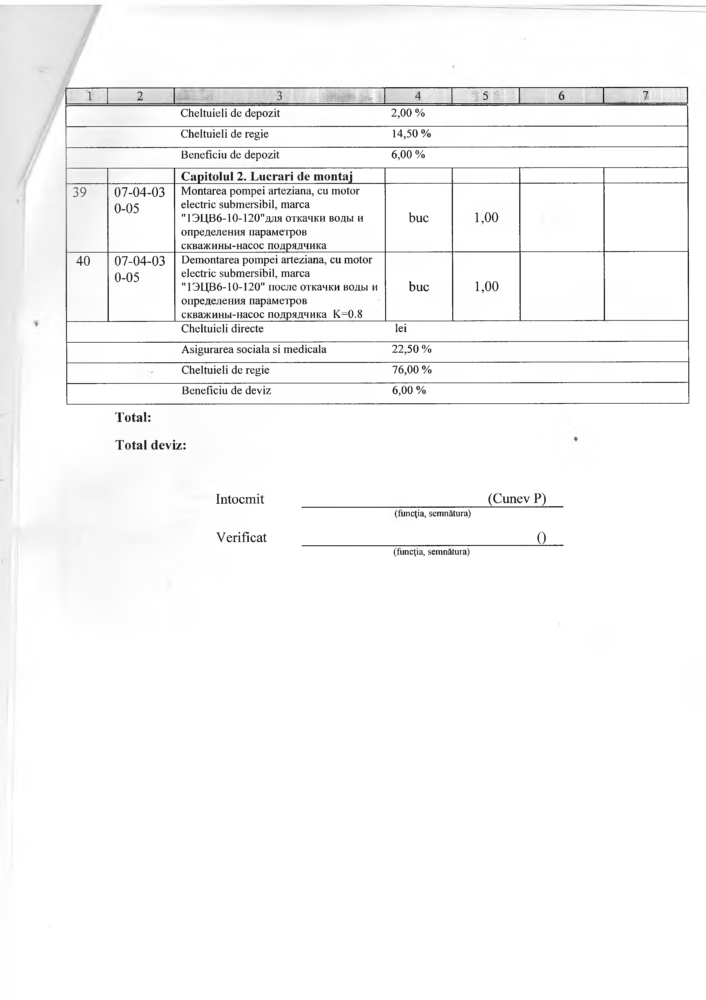 1 2 3 4 5 6 7
Cheltuieli de depozit 2,00 %
Cheltuieli de regie 14,50 %
Beneficiu de depozit 6,00 %
Capitolul 2. Lucrari de montaj
39 07-04-03 Montarea pompei arteziana, cu motor
0-05 electric submersibil, marca
"1ЭЦВ6-10-120"для откачки воды и buc 1,00
определения параметров
скважины-насос подрядчика
40 07-04-03 Demontarea pompei arteziana, cu motor
0-05 electric submersibil, marca
"1ЭЦВ6-10-120" после откачки воды и buc 1,00
определения параметров
скважины-насос подрядчика K=0.8
Cheltuieli directe lei
Asigurarea sociala si medicala 22,50 %
Cheltuieli de regie 76,00 %
Beneficiu de deviz 6,00 %
Total:
Total deviz:
Intocmit (Cunev P)
(funcţia, semnătura)
Verificat ()
(funcţia, semnătura)